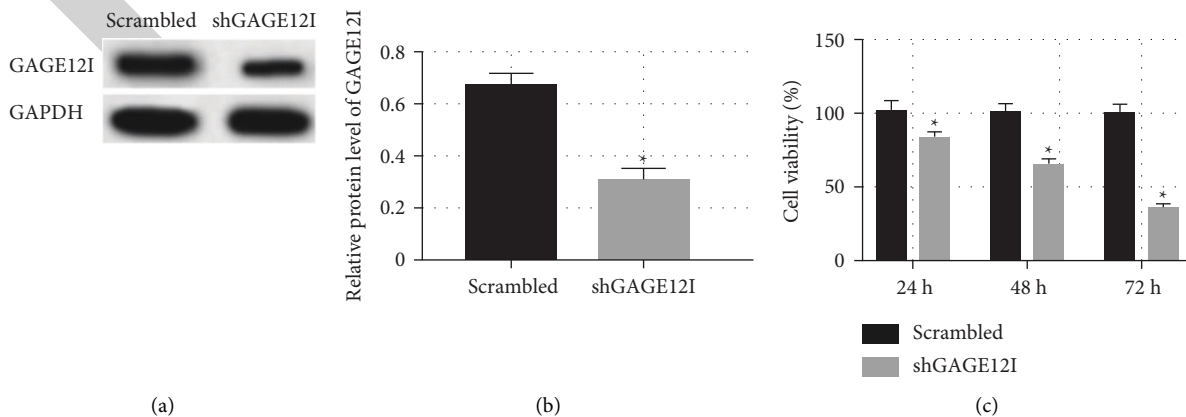 Scrambled shGAGE12I
GAGE12I
GAPDH
(a)
Relative protein level of GAGE12I
0.8
0.6
0.4
0.2
0
*
Scrambled shGAGE12I
(b)
Cell viability (%)
150
100
50
0
* * *
24 h 48 h 72 h
Scrambled
shGAGE12I
(c)